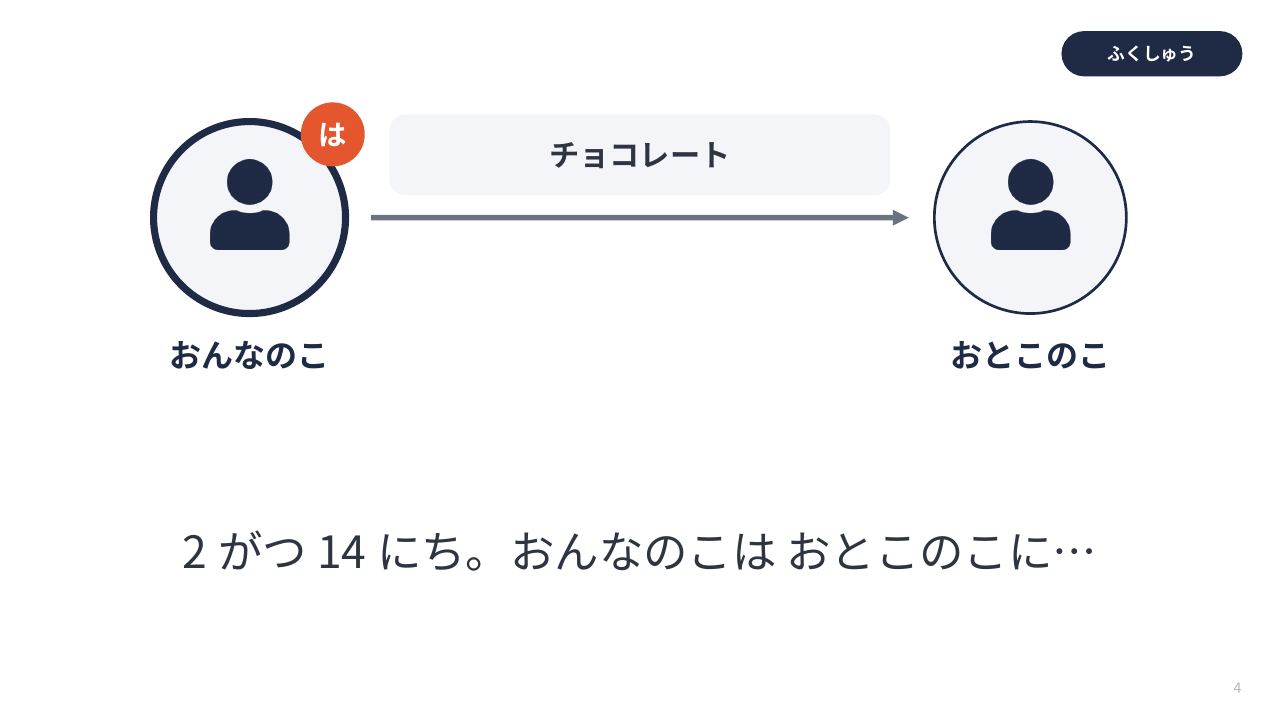 ふくしゅう
は
チョコレート
おんなのこ
おとこのこ
2 がつ 14 にち。おんなのこは おとこのこに…
4